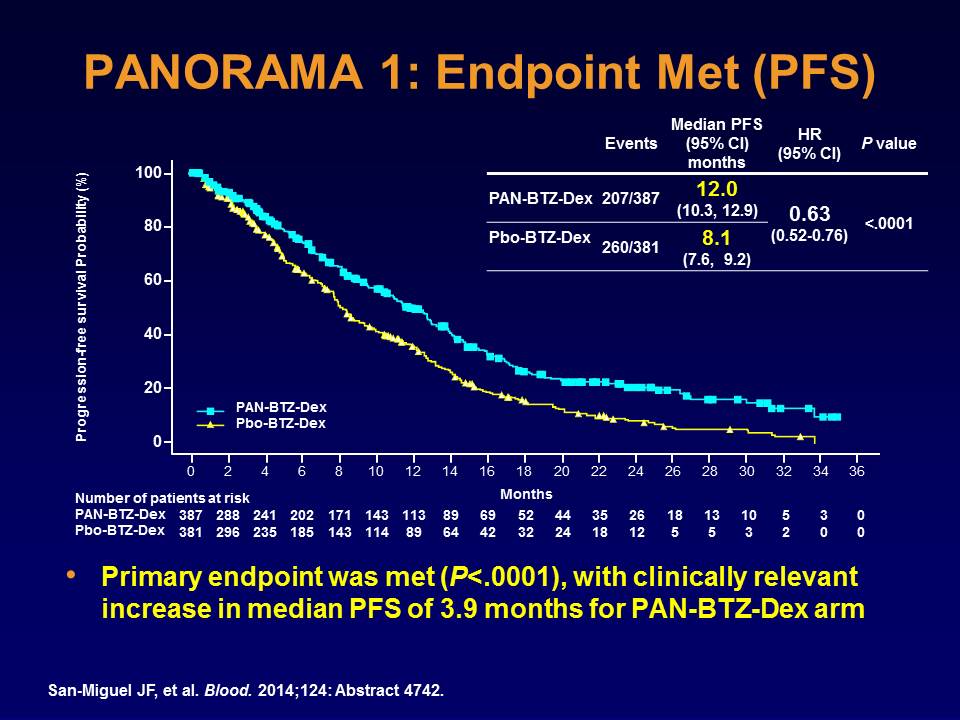 PANORAMA 1: Endpoint Met (PFS)
Events
Median PFS
(95% CI)
months
HR
(95% CI)
P value
PAN-BTZ-Dex 207/387 12.0
(10.3, 12.9)
Pbo-BTZ-Dex 260/381 8.1
(7.6, 9.2)
0.63
(0.52-0.76)
<.0001
Progression-free survival Probability (%)
100
80
60
40
20
0
PAN-BTZ-Dex
Pbo-BTZ-Dex
0 2 4 6 8 10 12 14 16 18 20 22 24 26 28 30 32 34 36
Months
Number of patients at risk
PAN-BTZ-Dex 387 288 241 202 171 143 113 89 69 52 44 35 26 18 13 10 5 3 0
Pbo-BTZ-Dex 381 296 235 185 143 114 89 64 42 32 24 18 12 5 5 3 2 0 0
• Primary endpoint was met (P<.0001), with clinically relevant
increase in median PFS of 3.9 months for PAN-BTZ-Dex arm
San-Miguel JF, et al. Blood. 2014;124: Abstract 4742.